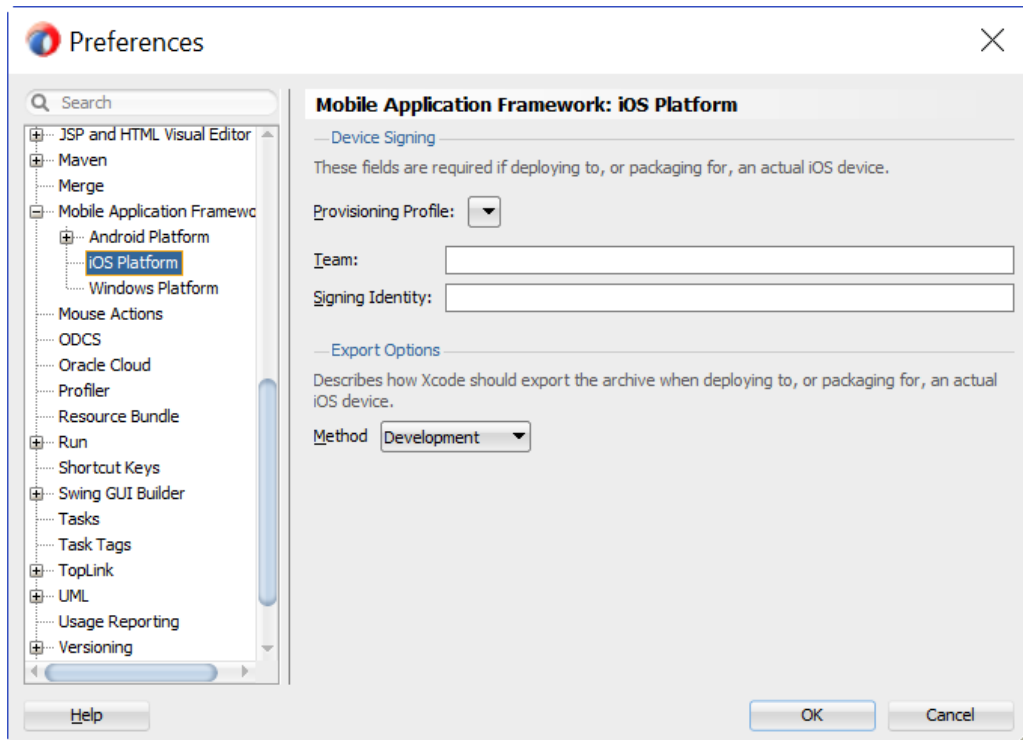 Preferences
Search
JSP and HTML Visual Editor
Maven
Merge
Mobile Application Framewo
Android Platform
iOS Platform
Windows Platform
Mouse Actions
ODCS
Oracle Cloud
Profiler
Resource Bundle
Run
Shortcut Keys
Swing GUI Builder
Tasks
Task Tags
TopLink
UML
Usage Reporting
Versioning
Mobile Application Framework: iOS Platform
Device Signing
These fields are required if deploying to, or packaging for, an actual iOS device.
Provisioning Profile:
Team:
Signing Identity:
Export Options
Describes how Xcode should export the archive when deploying to, or packaging for, an actual
iOS device.
Method Development
Help
OK
Cancel